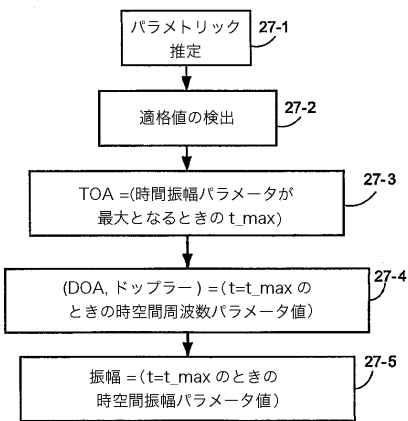 パラメトリック
推定
27-1
適格値の検出
27-2
TOA =(時間振幅パラメータが
最大となるときの t_max)
27-3
(DOA, ドップラー ) =( t=t_max の
ときの時空間周波数パラメータ値)
27-4
振幅 =( t=t_max のときの
時空間振幅パラメータ値)
27-5